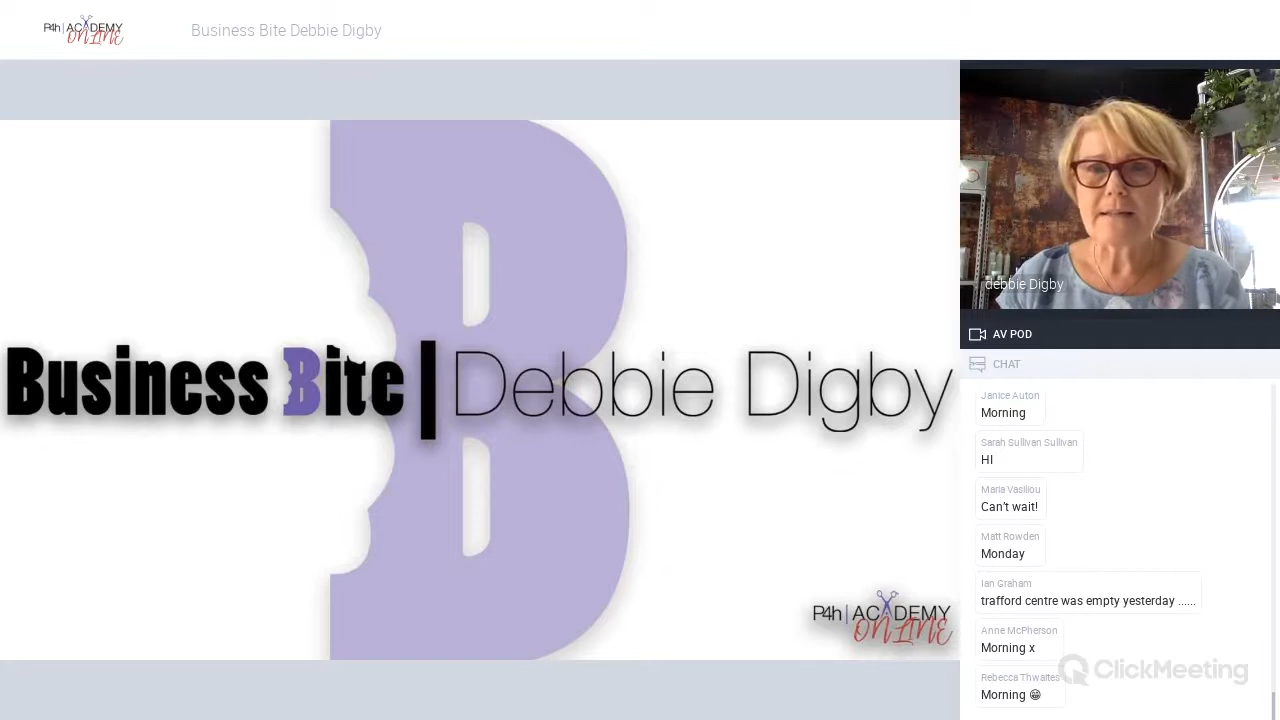 P4h | ACADEMY
ONLINE
Business Bite Debbie Digby
Business Bite | Debbie Digby
P4h | ACADEMY
ONLINE
debbie Digby
AV POD
CHAT
Janice Auton
Morning
Sarah Sullivan Sullivan
HI
Maria Vasiliou
Can't wait!
Matt Rowden
Monday
Ian Graham
trafford centre was empty yesterday ......
Anne McPherson
Morning x
Rebecca Thwaites
Morning 😁
ClickMeeting